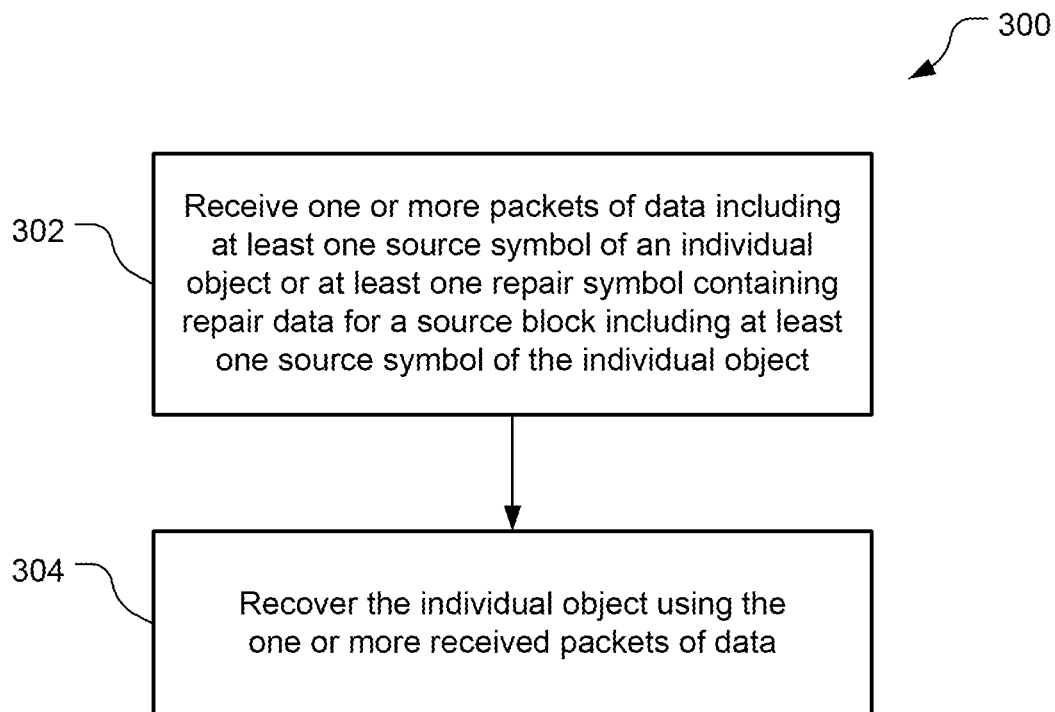 300
302
Receive one or more packets of data including
at least one source symbol of an individual
object or at least one repair symbol containing
repair data for a source block including at least
one source symbol of the individual object
304
Recover the individual object using the
one or more received packets of data